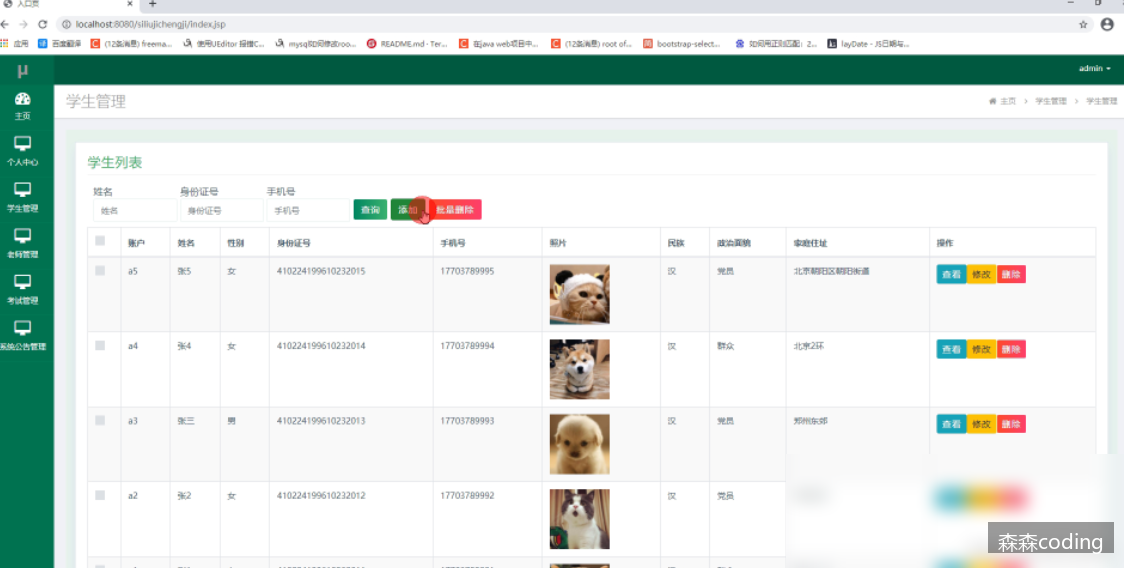 入口页
localhost:8080/siliujichengji/index.jsp
应用 百度翻译 (12条消息) freema... 使用UEditor 报错C... mysql如何修改roo... README.md · Ter... 在java web项目中... (12条消息) root of... bootstrap-select... 如何用正则匹配: 2... layDate - JS日期与...
μ
admin
主页
个人中心
学生管理
老师管理
考试管理
系统公告管理
学生管理
主页 > 学生管理 > 学生管理
学生列表
姓名 身份证号 手机号
姓名 身份证号 手机号 查询 添加 批量删除
账户 姓名 性别 身份证号 手机号 照片 民族 政治面貌 家庭住址 操作
a5 张5 女 410224199610232015 17703789995 汉 党员 北京朝阳区朝阳街道 查看 修改 删除
a4 张4 女 410224199610232014 17703789994 汉 群众 北京2环 查看 修改 删除
a3 张三 男 410224199610232013 17703789993 汉 党员 郑州东郊 查看 修改 删除
a2 张2 女 410224199610232012 17703789992 汉 党员
森森coding